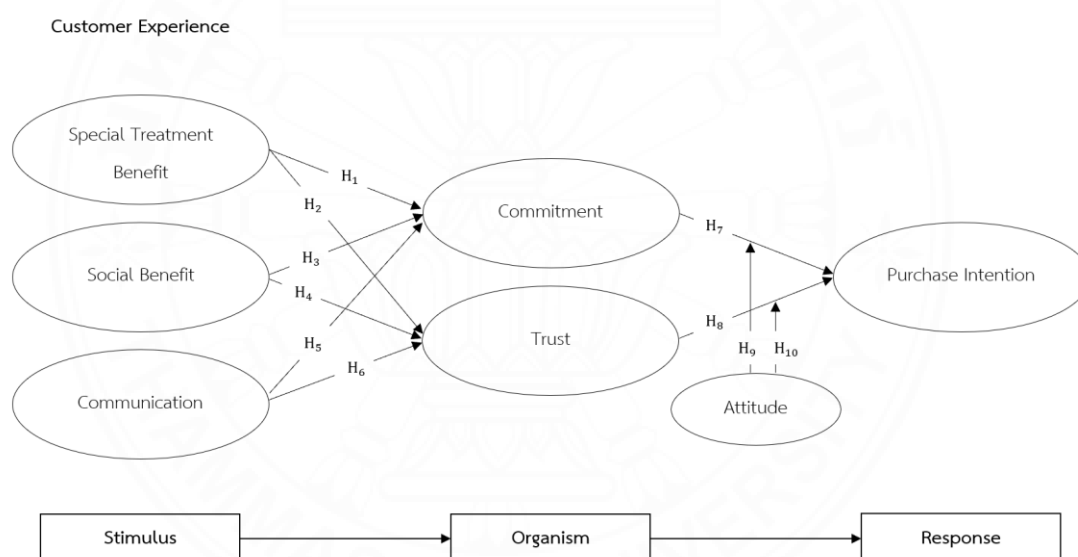 Customer Experience
Special Treatment
Benefit
H1
H2
Commitment
H7
Social Benefit
H3
H4
Purchase Intention
H5
H6
Trust
H8
H9
H10
Communication
Attitude
Stimulus
Organism
Response